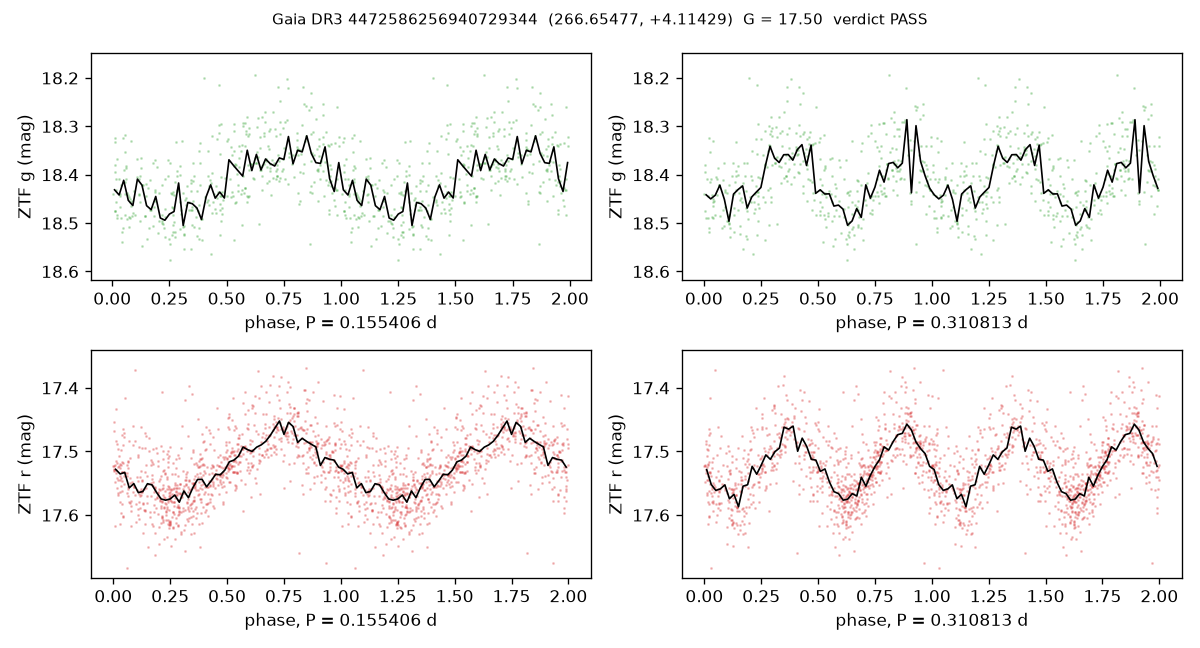 Gaia DR3 4472586256940729344 (266.65477, +4.11429) G = 17.50 verdict PASS
ZTF g (mag)
18.2
18.3
18.4
18.5
18.6
0.00 0.25 0.50 0.75 1.00 1.25 1.50 1.75 2.00
phase, P = 0.155406 d
ZTF g (mag)
18.2
18.3
18.4
18.5
18.6
0.00 0.25 0.50 0.75 1.00 1.25 1.50 1.75 2.00
phase, P = 0.310813 d
ZTF r (mag)
17.4
17.5
17.6
0.00 0.25 0.50 0.75 1.00 1.25 1.50 1.75 2.00
phase, P = 0.155406 d
ZTF r (mag)
17.4
17.5
17.6
0.00 0.25 0.50 0.75 1.00 1.25 1.50 1.75 2.00
phase, P = 0.310813 d